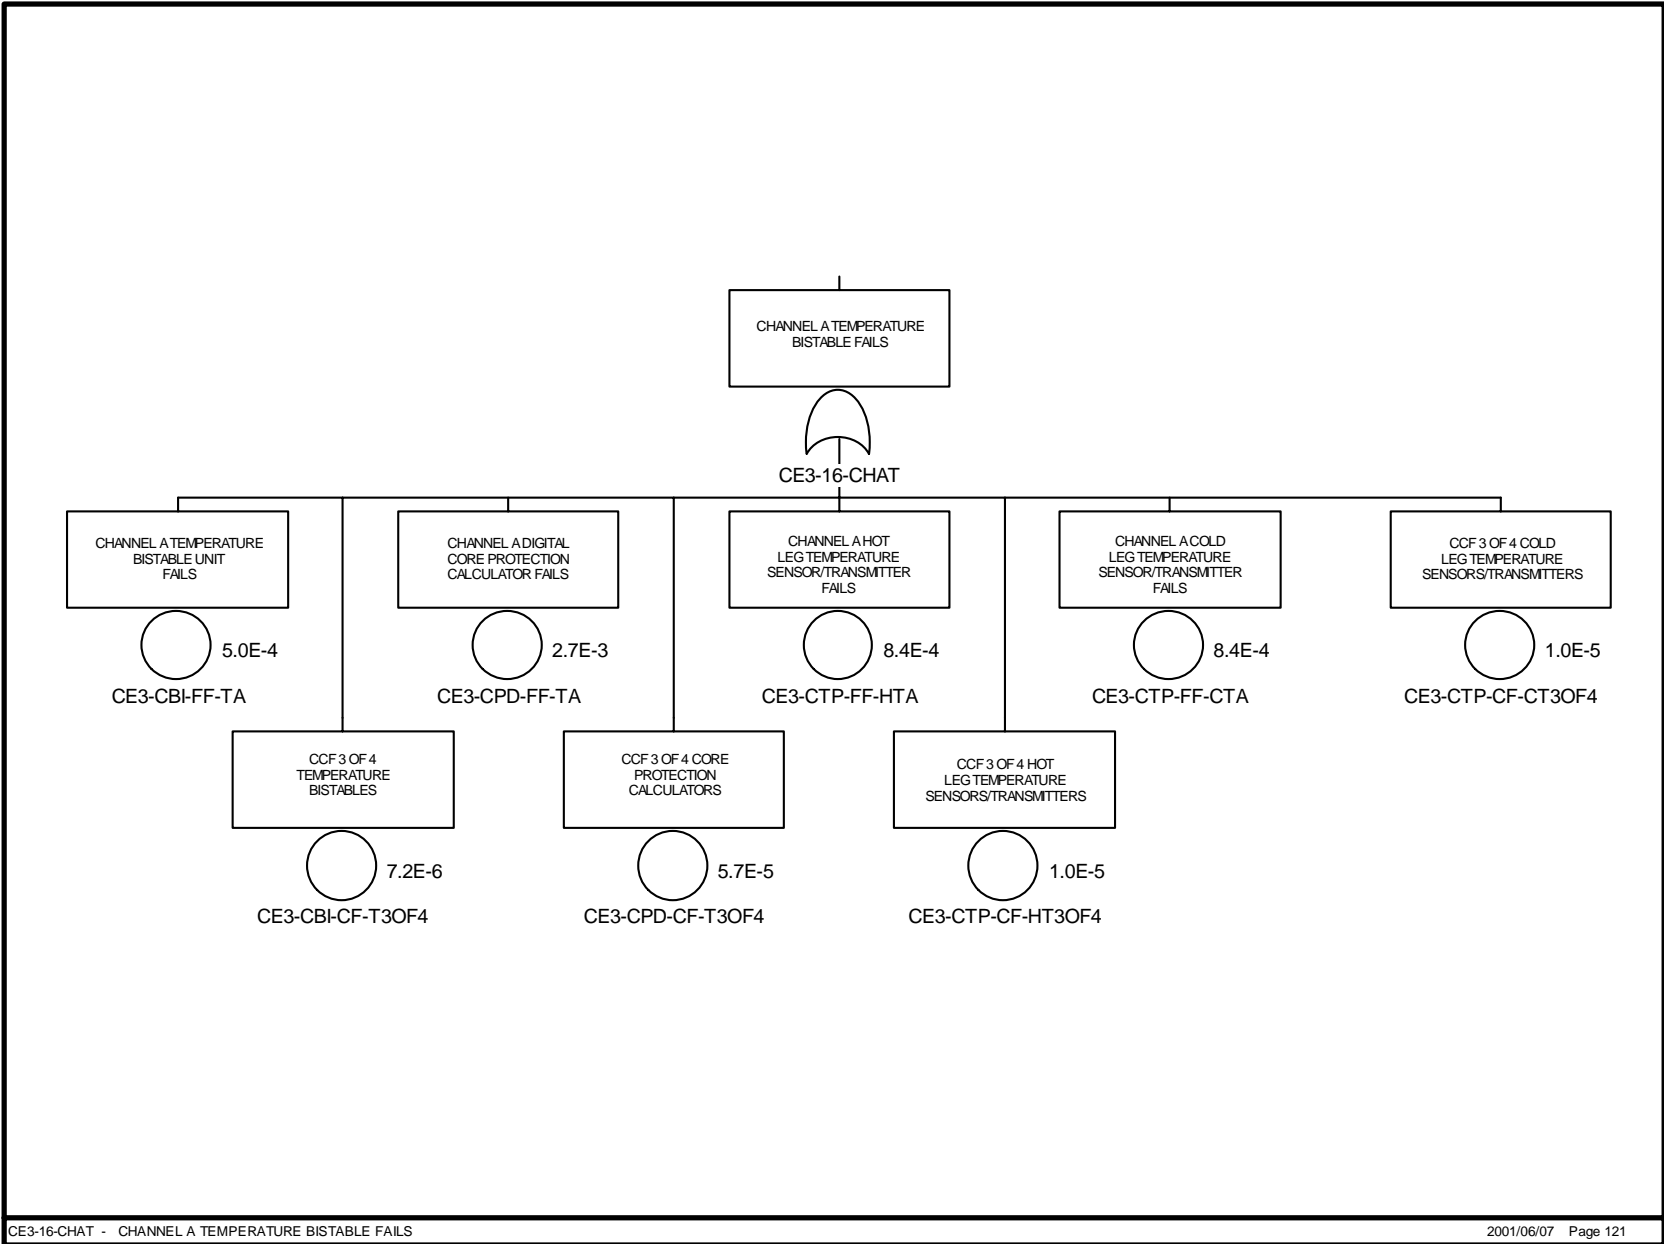 CHANNEL A TEMPERATURE
BISTABLE FAILS
CE3-16-CHAT
CHANNEL A TEMPERATURE
BISTABLE UNIT
FAILS
5.0E-4
CE3-CBI-FF-TA
CHANNEL A DIGITAL
CORE PROTECTION
CALCULATOR FAILS
2.7E-3
CE3-CPD-FF-TA
CHANNEL A HOT
LEG TEMPERATURE
SENSOR/TRANSMITTER
FAILS
8.4E-4
CE3-CTP-FF-HTA
CHANNEL A COLD
LEG TEMPERATURE
SENSOR/TRANSMITTER
FAILS
8.4E-4
CE3-CTP-FF-CTA
CCF 3 OF 4 COLD
LEG TEMPERATURE
SENSORS/TRANSMITTERS
1.0E-5
CE3-CTP-CF-CT3OF4
CCF 3 OF 4
TEMPERATURE
BISTABLES
7.2E-6
CE3-CBI-CF-T3OF4
CCF 3 OF 4 CORE
PROTECTION
CALCULATORS
5.7E-5
CE3-CPD-CF-T3OF4
CCF 3 OF 4 HOT
LEG TEMPERATURE
SENSORS/TRANSMITTERS
1.0E-5
CE3-CTP-CF-HT3OF4
CE3-16-CHAT - CHANNEL A TEMPERATURE BISTABLE FAILS
2001/06/07 Page 121